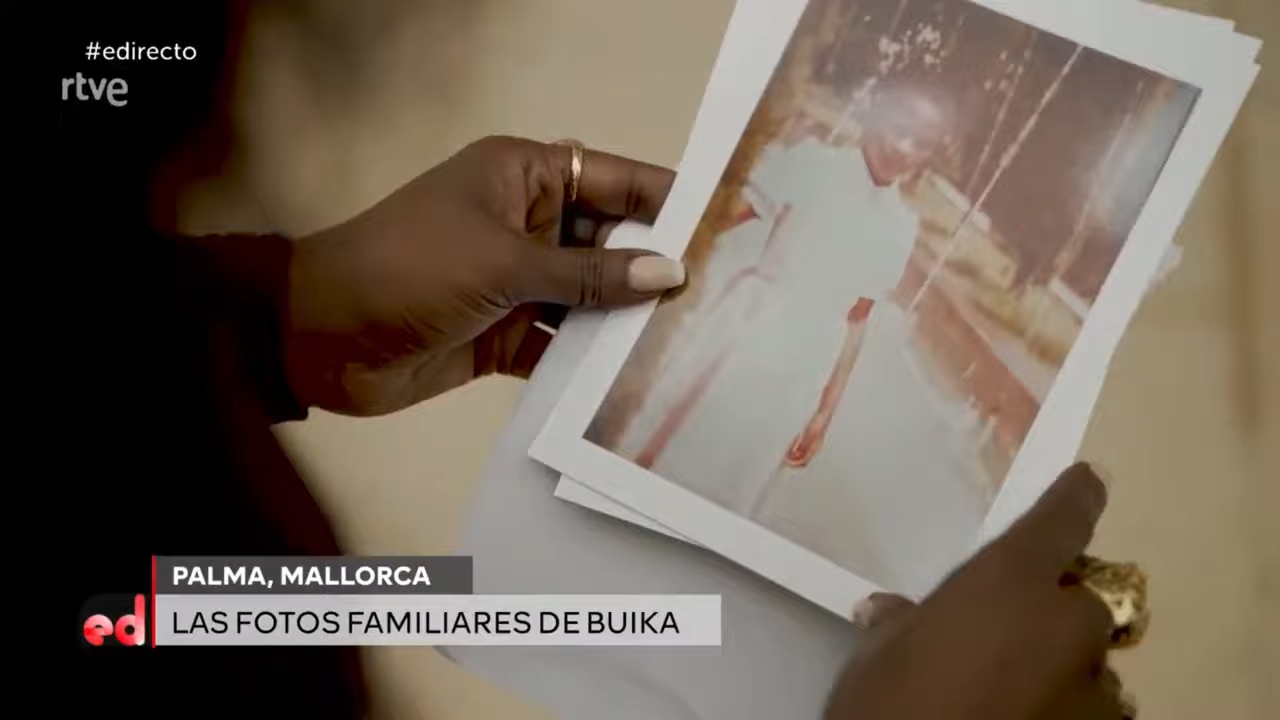 #edirecto
rtve
PALMA, MALLORCA
ed
LAS FOTOS FAMILIARES DE BUIKA